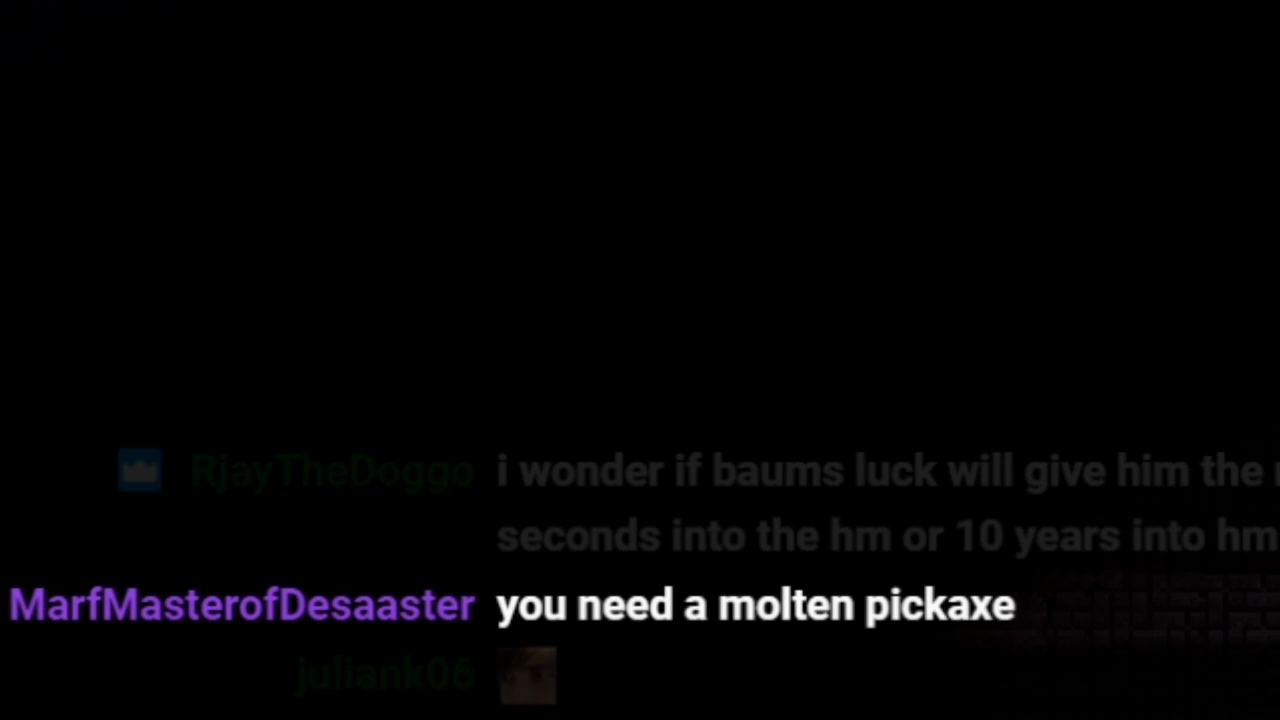 RjayTheDoggo i wonder if baums luck will give him the
seconds into the hm or 10 years into hm
MarfMasterofDesaaster you need a molten pickaxe
juliank06